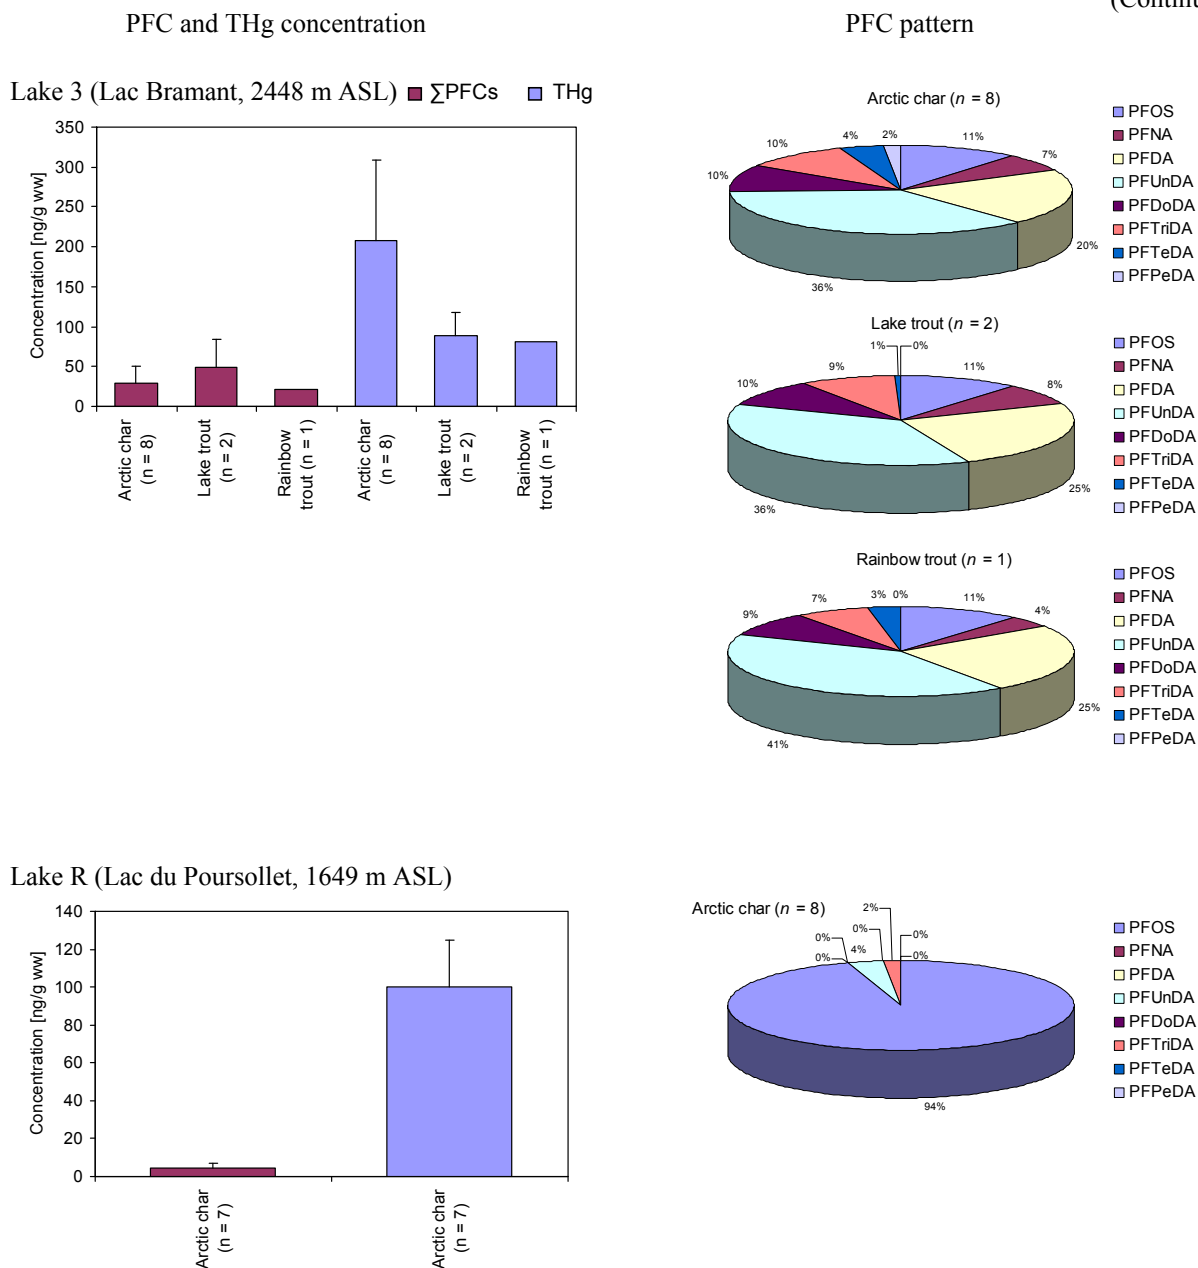 (Contin
PFC and THg concentration
PFC pattern
Lake 3 (Lac Bramant, 2448 m ASL)
∑PFCs
THg
350
300
250
200
150
100
50
0
Concentration [ng/g ww]
Arctic char
(n = 8)
Lake trout
(n = 2)
Rainbow
trout (n = 1)
Arctic char
(n = 8)
Lake trout
(n = 2)
Rainbow
trout (n = 1)
Arctic char (n = 8)
10%
4%
2%
11%
7%
10%
20%
36%
PFOS
PFNA
PFDA
PFUnDA
PFDoDA
PFTriDA
PFTeDA
PFPeDA
Lake trout (n = 2)
1%
0%
9%
11%
10%
8%
25%
36%
PFOS
PFNA
PFDA
PFUnDA
PFDoDA
PFTriDA
PFTeDA
PFPeDA
Rainbow trout (n = 1)
7%
3%
0%
11%
9%
4%
25%
41%
PFOS
PFNA
PFDA
PFUnDA
PFDoDA
PFTriDA
PFTeDA
PFPeDA
Lake R (Lac du Poursollet, 1649 m ASL)
140
120
100
80
60
40
20
0
Concentration [ng/g ww]
Arctic char
(n = 7)
Arctic char
(n = 7)
Arctic char (n = 8)
2%
0%
0%
0%
4%
0%
0%
94%
PFOS
PFNA
PFDA
PFUnDA
PFDoDA
PFTriDA
PFTeDA
PFPeDA